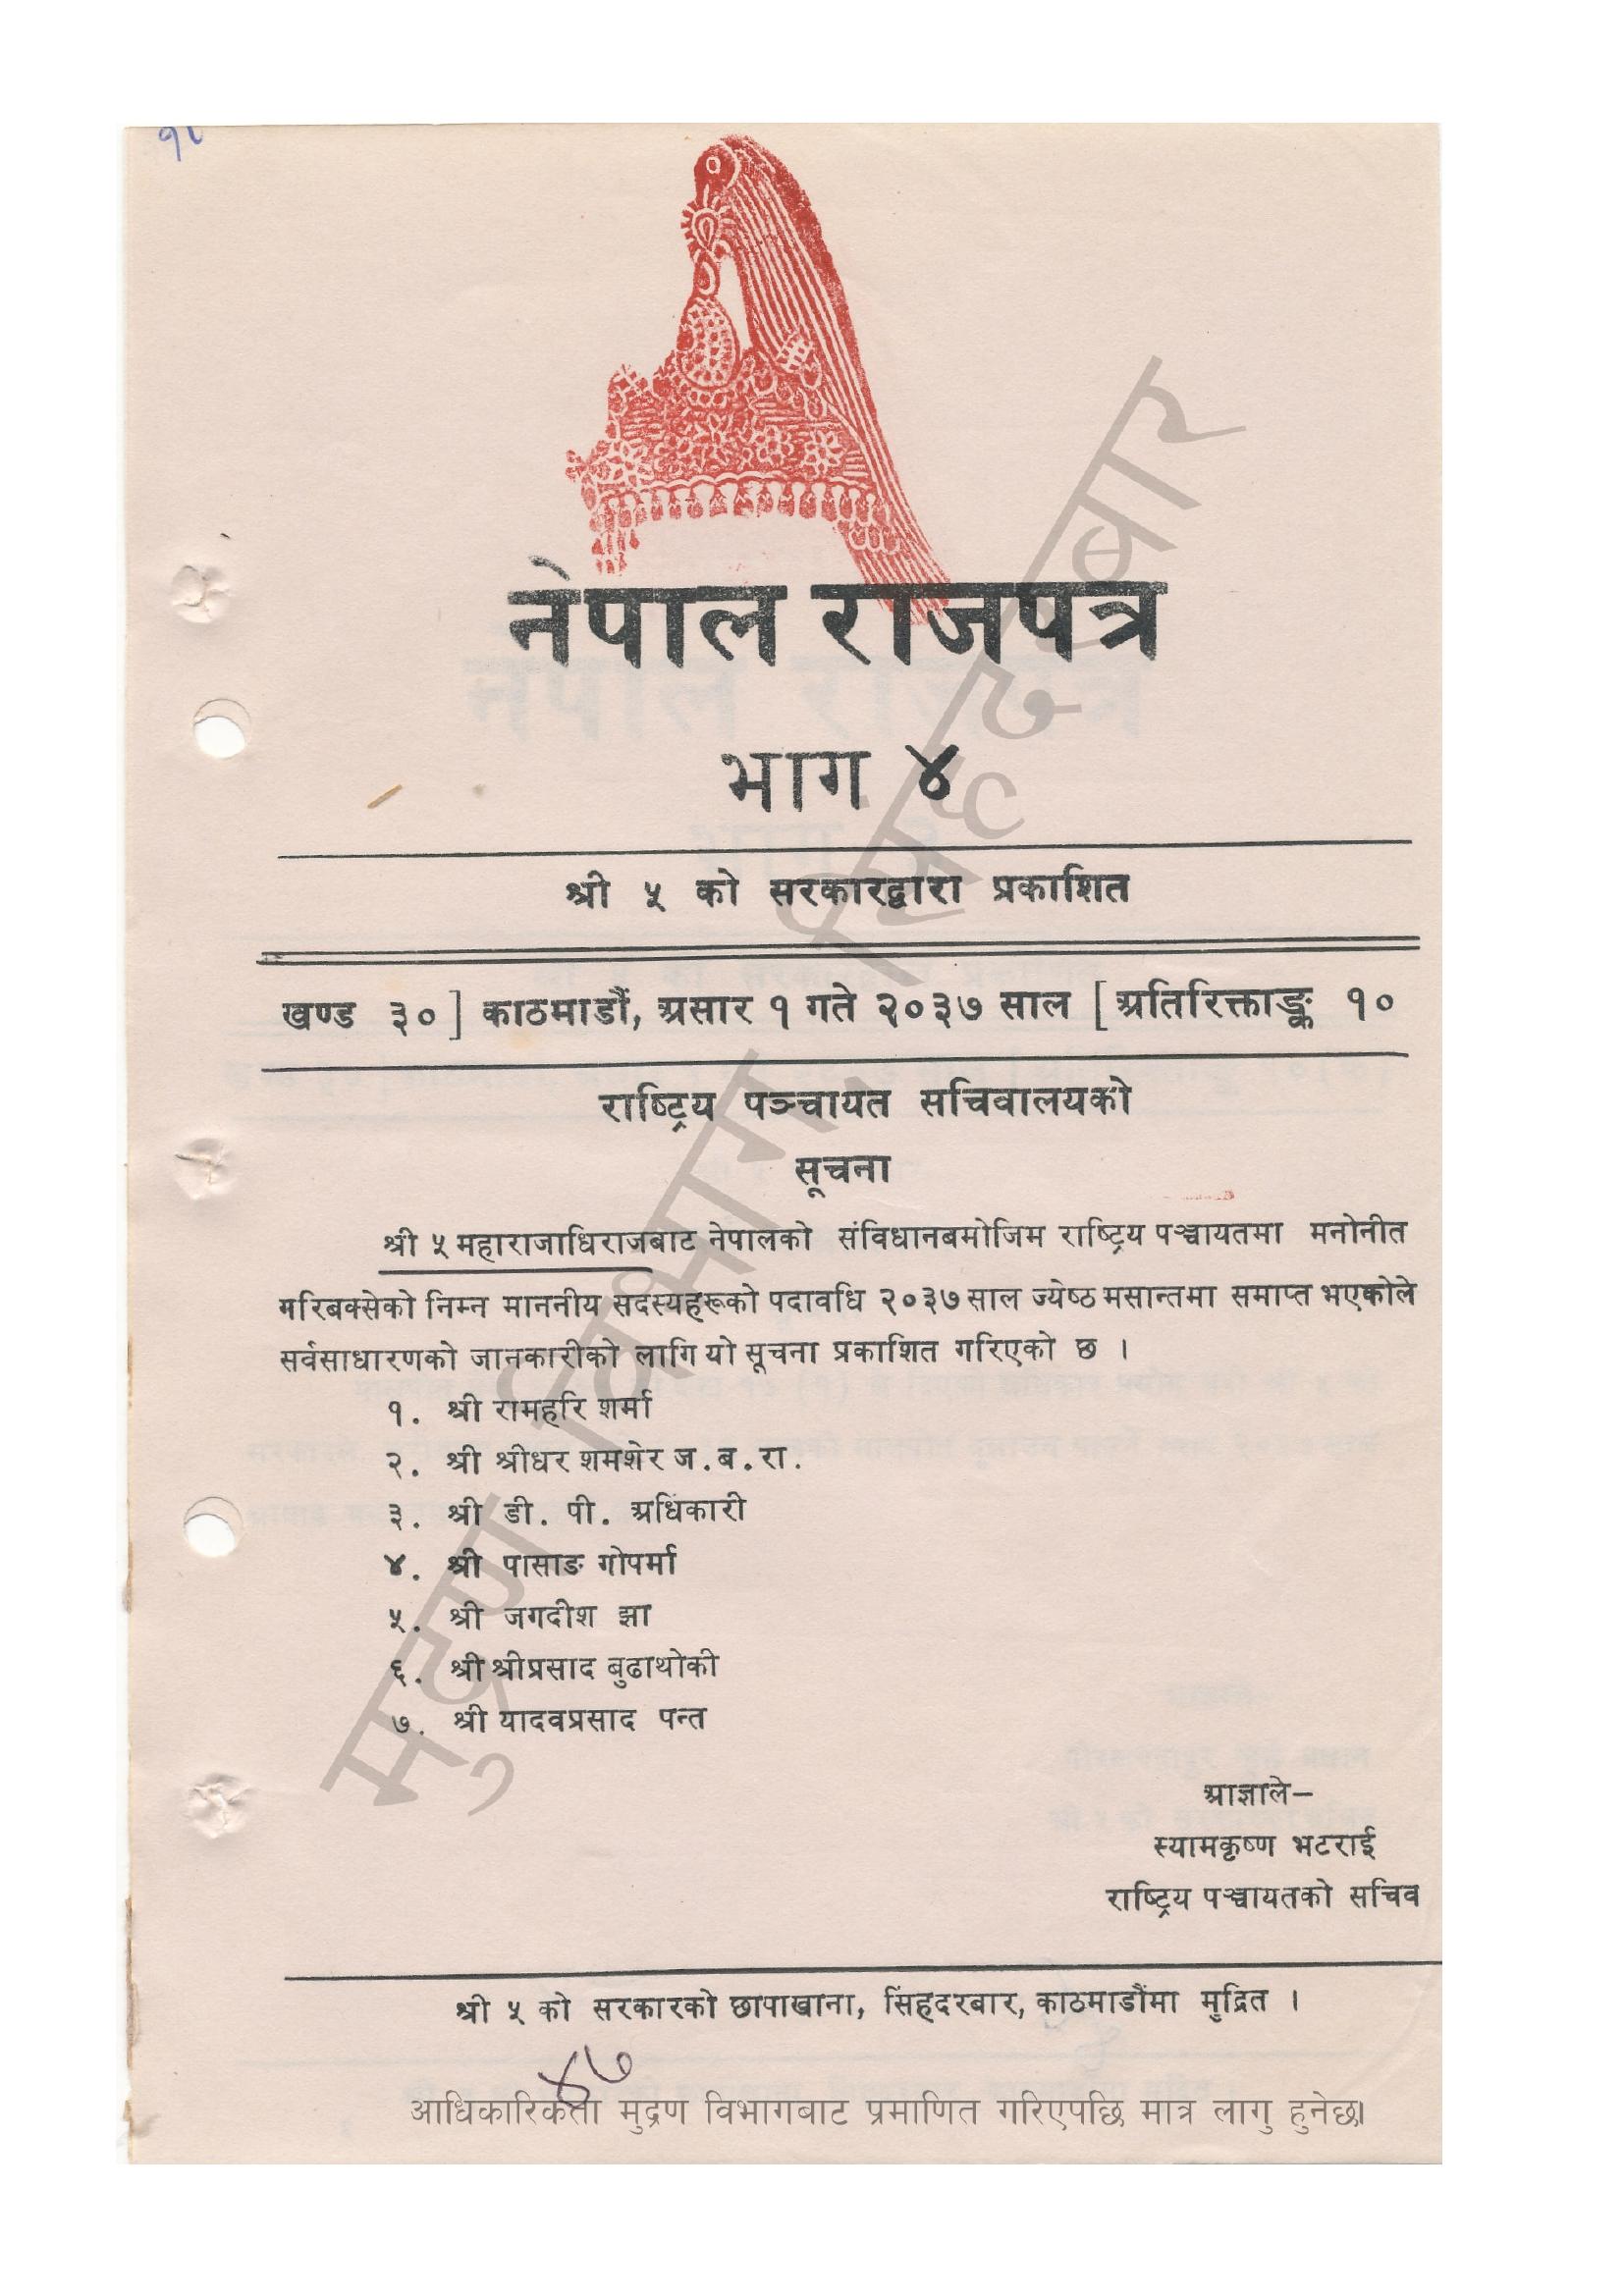 नेपाल राजपत्र
भाग ४
श्री ५ को सरकारद्वारा प्रकाशित
खण्ड ३०] काठमाडौं, असार १ गते २०३७ साल [अतिरिक्ताङ्क १०
राष्ट्रिय पञ्चायत सचिवालयको
सूचना
श्री ५ महाराजाधिराजबाट नेपालको संविधानबमोजिम राष्ट्रिय पञ्चायतमा मनोनीत
गरिबक्सेको निम्न माननीय सदस्यहरूको पदावधि २०३७ साल ज्येष्ठ मसान्तमा समाप्त भएकोले
सर्वसाधारणको जानकारीको लागि यो सूचना प्रकाशित गरिएको छ ।
१. श्री रामहरि शर्मा
२. श्री श्रीधर शमशेर ज.ब.रा.
३. श्री डी. पी. अधिकारी
४. श्री पासाङ गोपर्मा
५. श्री जगदीश झा
६. श्री श्रीप्रसाद बुढाथोकी
७. श्री यादवप्रसाद पन्त
आज्ञाले–
स्यामकृष्ण भटराई
राष्ट्रिय पञ्चायतको सचिव
श्री ५ को सरकारको छापाखाना, सिंहदरबार, काठमाडौंमा मुद्रित ।
४७
आधिकारिकता मुद्रण विभागबाट प्रमाणित गरिएपछि मात्र लागु हुनेछ।
मुद्रण विभाग, सिंहदरबार